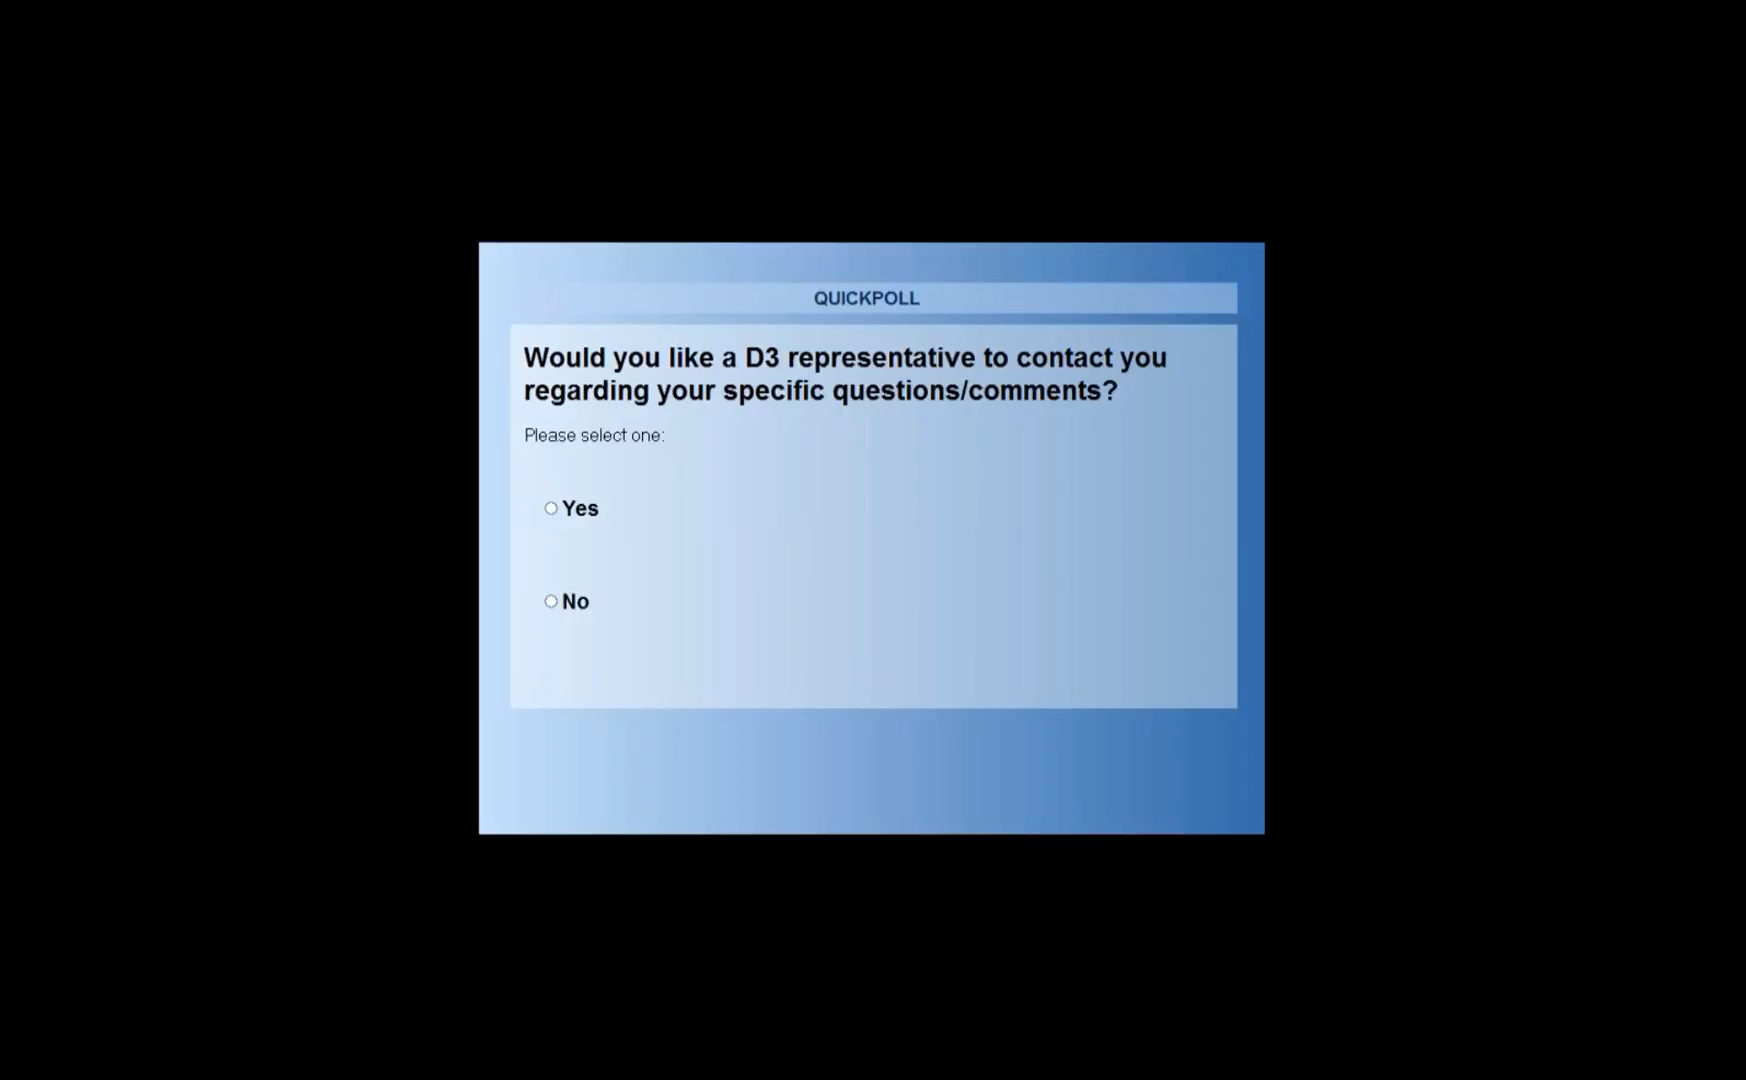 QUICKPOLL
Would you like a D3 representative to contact you
regarding your specific questions/comments?
Please select one:
Yes
No